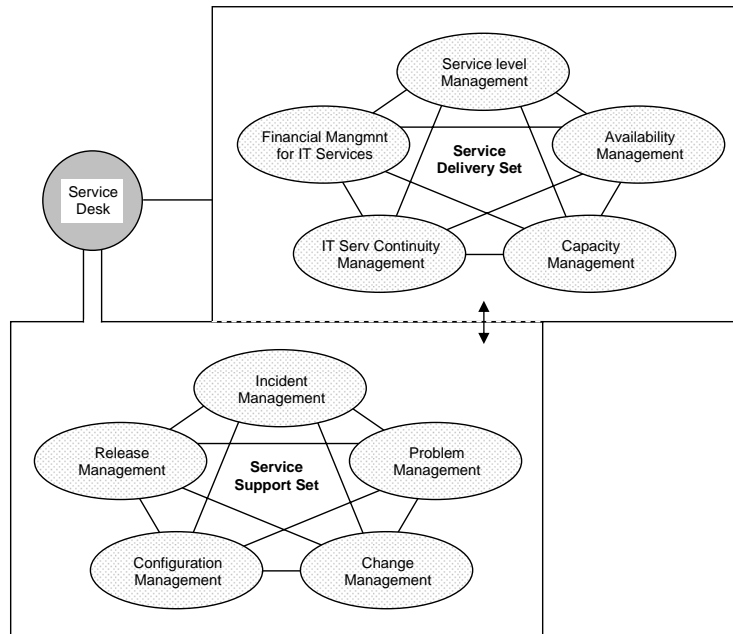 Service level
Management
Financial Mangmnt
for IT Services
Service
Delivery Set
Availability
Management
Service
Desk
IT Serv Continuity
Management
Capacity
Management
Incident
Management
Release
Management
Service
Support Set
Problem
Management
Configuration
Management
Change
Management